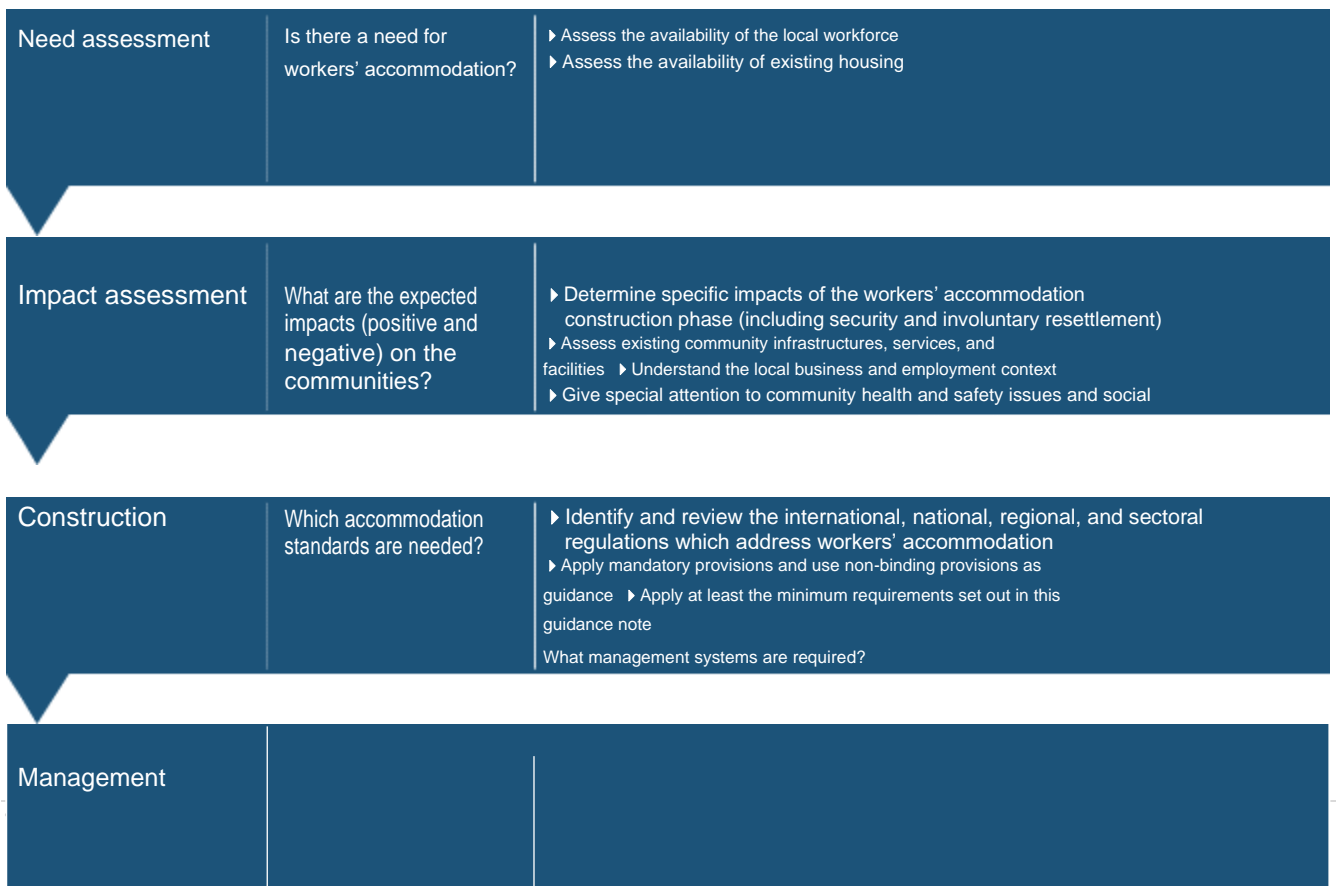 Need assessment
Is there a need for
workers’ accommodation?
Assess the availability of the local workforce
Assess the availability of existing housing
Impact assessment
What are the expected
impacts (positive and
negative) on the
communities?
Determine specific impacts of the workers’ accommodation
construction phase (including security and involuntary resettlement)
Assess existing community infrastructures, services, and
facilities Understand the local business and employment context
Give special attention to community health and safety issues and social
Construction
Which accommodation
standards are needed?
Identify and review the international, national, regional, and sectoral
regulations which address workers’ accommodation
Apply mandatory provisions and use non-binding provisions as
guidance Apply at least the minimum requirements set out in this
guidance note
What management systems are required?
Management